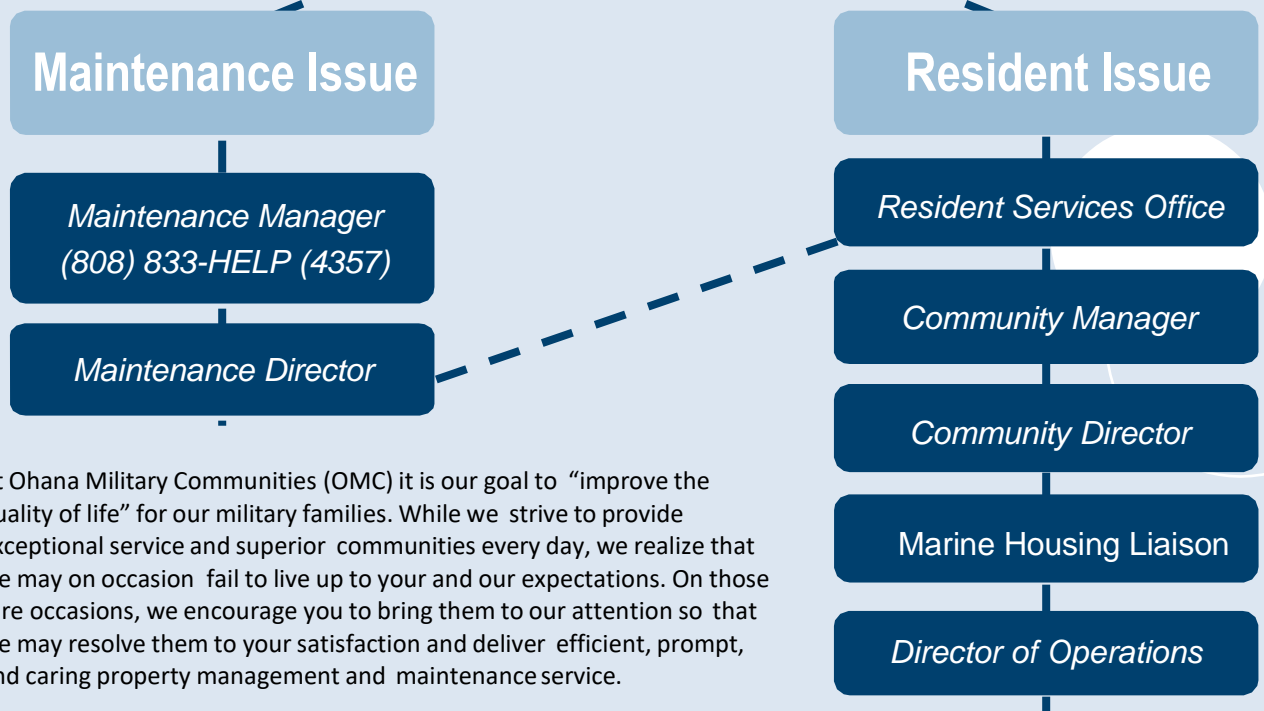 Maintenance Issue
Maintenance Manager
(808) 833-HELP (4357)
Maintenance Director
t Ohana Military Communities (OMC) it is our goal to “improve the
uality of life” for our military families. While we strive to provide
xceptional service and superior communities every day, we realize that
e may on occasion fail to live up to your and our expectations. On those
re occasions, we encourage you to bring them to our attention so that
e may resolve them to your satisfaction and deliver efficient, prompt,
nd caring property management and maintenance service.
Resident Issue
Resident Services Office
Community Manager
Community Director
Marine Housing Liaison
Director of Operations